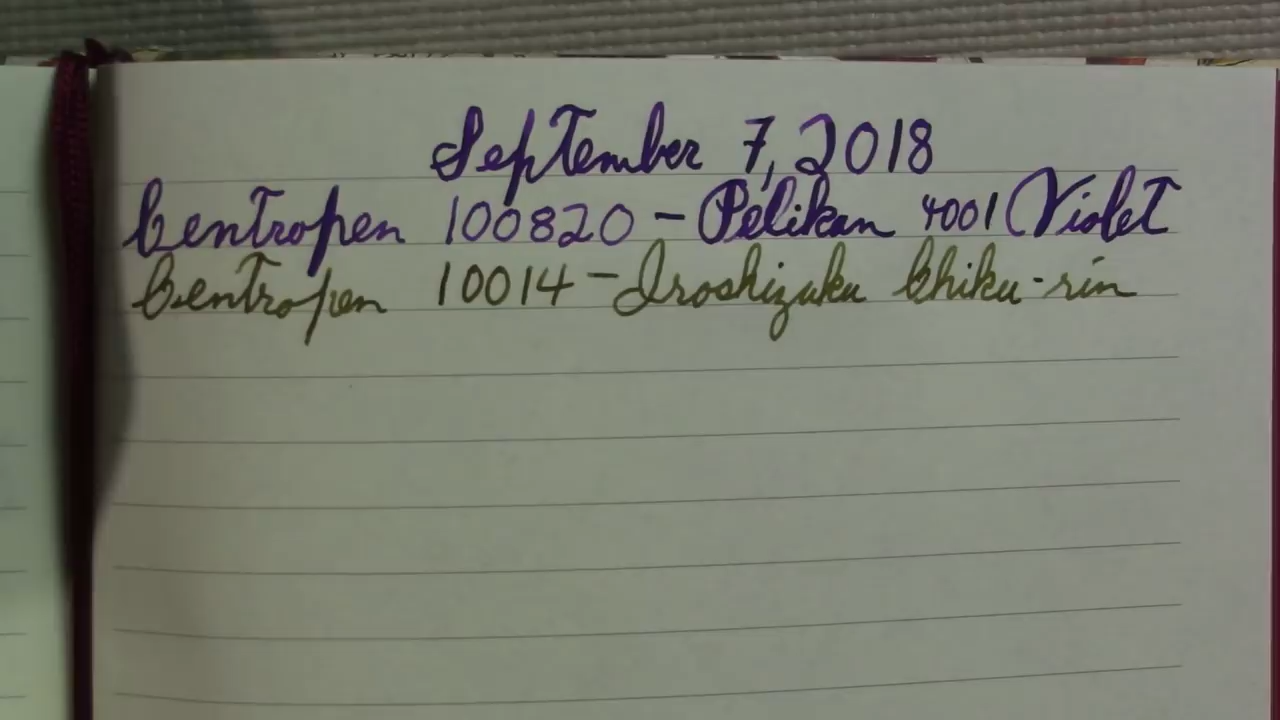 September 7, 2018
Centropen 100820 - Pelikan 4001 Violet
Centropen 10014 - Iroshizuku Chiku-rin